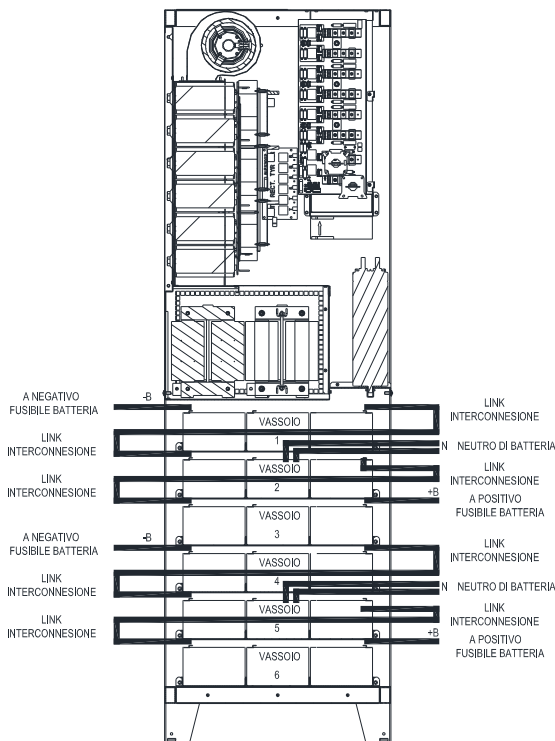 RECT. TYR
A NEGATIVO
FUSIBILE BATTERIA
-B
LINK
INTERCONNESIONE
VASSOIO
1
LINK
INTERCONNESIONE
N NEUTRO DI BATTERIA
LINK
INTERCONNESIONE
VASSOIO
2
LINK
INTERCONNESIONE
+B
A POSITIVO
FUSIBILE BATTERIA
VASSOIO
3
A NEGATIVO
FUSIBILE BATTERIA
-B
LINK
INTERCONNESIONE
VASSOIO
4
LINK
INTERCONNESIONE
N NEUTRO DI BATTERIA
LINK
INTERCONNESIONE
VASSOIO
5
LINK
INTERCONNESIONE
+B
A POSITIVO
FUSIBILE BATTERIA
VASSOIO
6